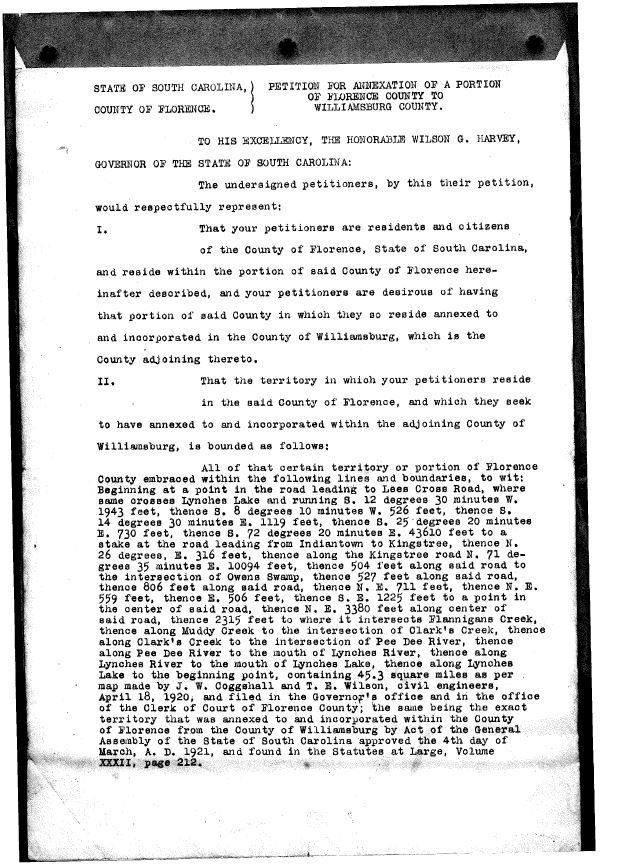 STATE OF SOUTH CAROLINA, ) PETITION FOR ANNEXATION OF A PORTION
) OF FLORENCE COUNTY TO
COUNTY OF FLORENCE. ) WILLIAMSBURG COUNTY.
TO HIS EXCELLENCY, THE HONORABLE WILSON G. HARVEY,
GOVERNOR OF THE STATE OF SOUTH CAROLINA:
The undersigned petitioners, by this their petition,
would respectfully represent:
I. That your petitioners are residents and citizens
of the County of Florence, State of South Carolina,
and reside within the portion of said County of Florence here-
inafter described, and your petitioners are desirous of having
that portion of said County in which they so reside annexed to
and incorporated in the County of Williamsburg, which is the
County adjoining thereto.
II. That the territory in which your petitioners reside
in the said County of Florence, and which they seek
to have annexed to and incorporated within the adjoining County of
Williamsburg, is bounded as follows:
All of that certain territory or portion of Florence
County embraced within the following lines and boundaries, to wit:
Beginning at a point in the road leading to Lees Cross Road, where
same crosses Lynches Lake and running S. 12 degrees 30 minutes W.
1943 feet, thence S. 8 degrees 10 minutes W. 526 feet, thence S.
14 degrees 30 minutes E. 1119 feet, thence S. 25 degrees 20 minutes
E. 730 feet, thence S. 72 degrees 20 minutes E. 43610 feet to a
stake at the road leading from Indiantown to Kingstree, thence N.
26 degrees, E. 316 feet, thence along the Kingstree road N. 71 de-
grees 35 minutes E. 10094 feet, thence 504 feet along said road to
the intersection of Owens Swamp, thence 527 feet along said road,
thence 806 feet along said road, thence N. E. 711 feet, thence N. E.
559 feet, thence E. 506 feet, thence S. E. 1225 feet to a point in
the center of said road, thence N. E. 3380 feet along center of
said road, thence 2315 feet to where it intersects Flannigans Creek,
thence along Muddy Creek to the intersection of Clark's Creek, thence
along Clark's Creek to the intersection of Pee Dee River, thence
along Pee Dee River to the mouth of Lynches River, thence along
Lynches River to the mouth of Lynches Lake, thence along Lynches
Lake to the beginning point, containing 45.3 square miles as per
map made by J. W. Coggshall and T. E. Wilson, civil engineers,
April 18, 1920, and filed in the Governor's office and in the office
of the Clerk of Court of Florence County; the same being the exact
territory that was annexed to and incorporated within the County
of Florence from the County of Williamsburg by Act of the General
Assembly of the State of South Carolina approved the 4th day of
March, A. D. 1921, and found in the Statutes at Large, Volume
XXXII, page 212.